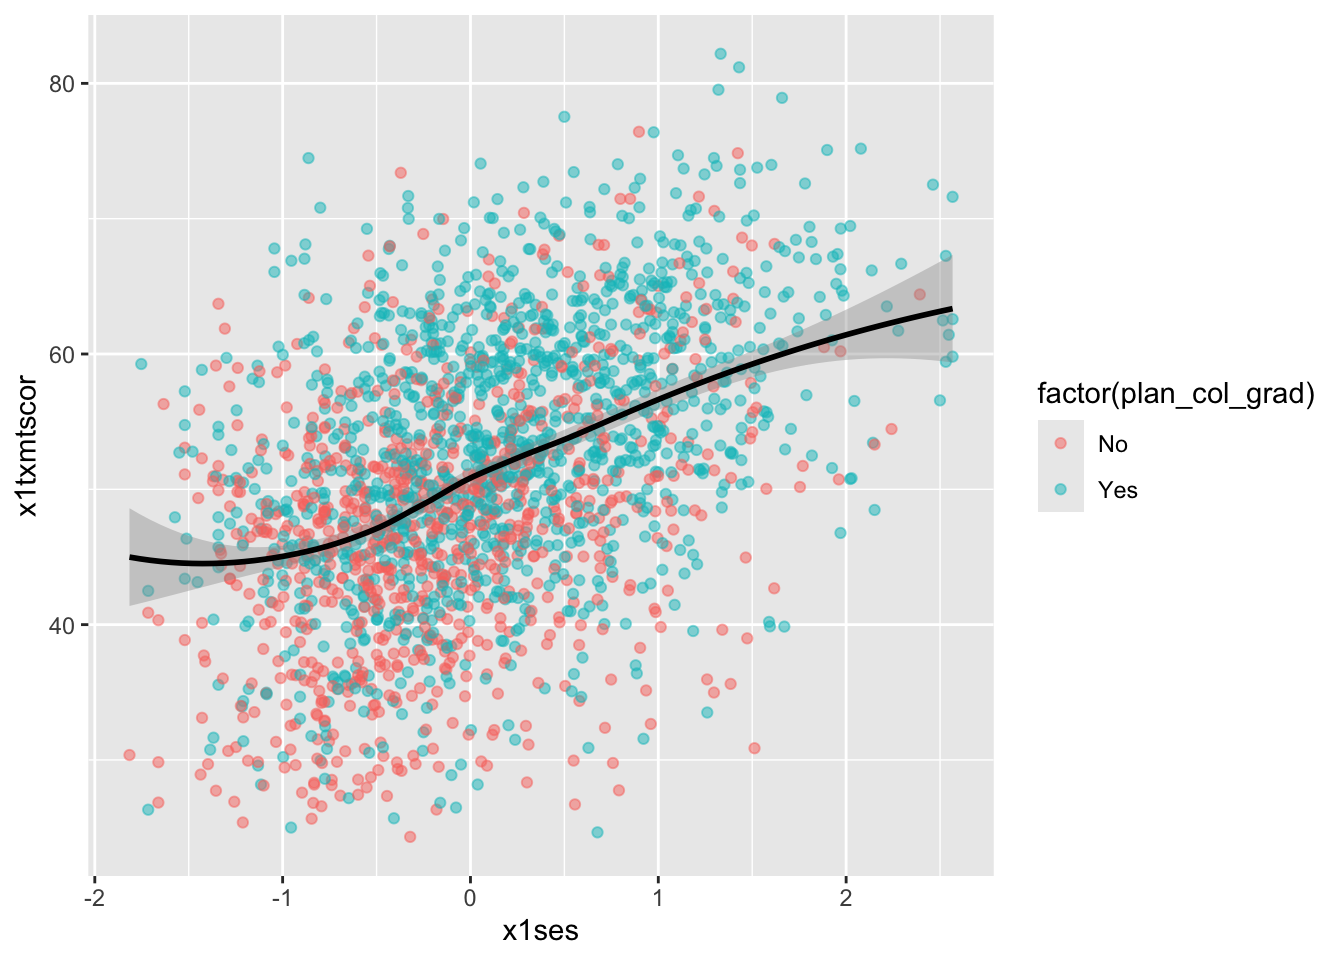 80
60
40
x1txmtscor
-2 -1 0 1 2
x1ses
factor(plan_col_grad)
No
Yes